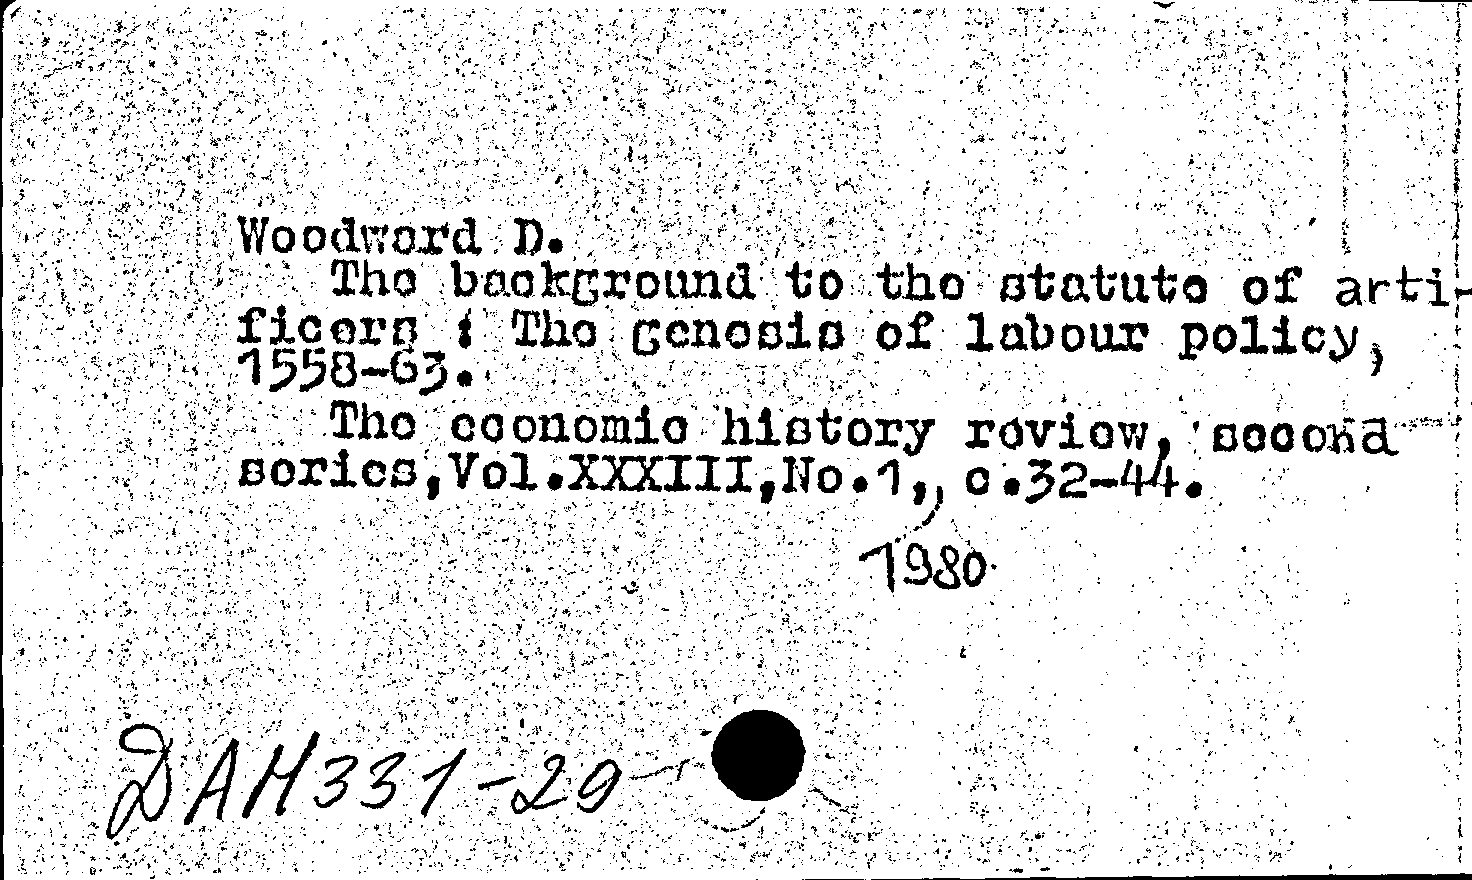 Woodword D.
The background to the statute of arti-
ficers : The genesis of labour policy,
1558-63.
The economic history review, second
series,Vol.XXXIII,No.1,, c.32-44.
1980
DAH331-29